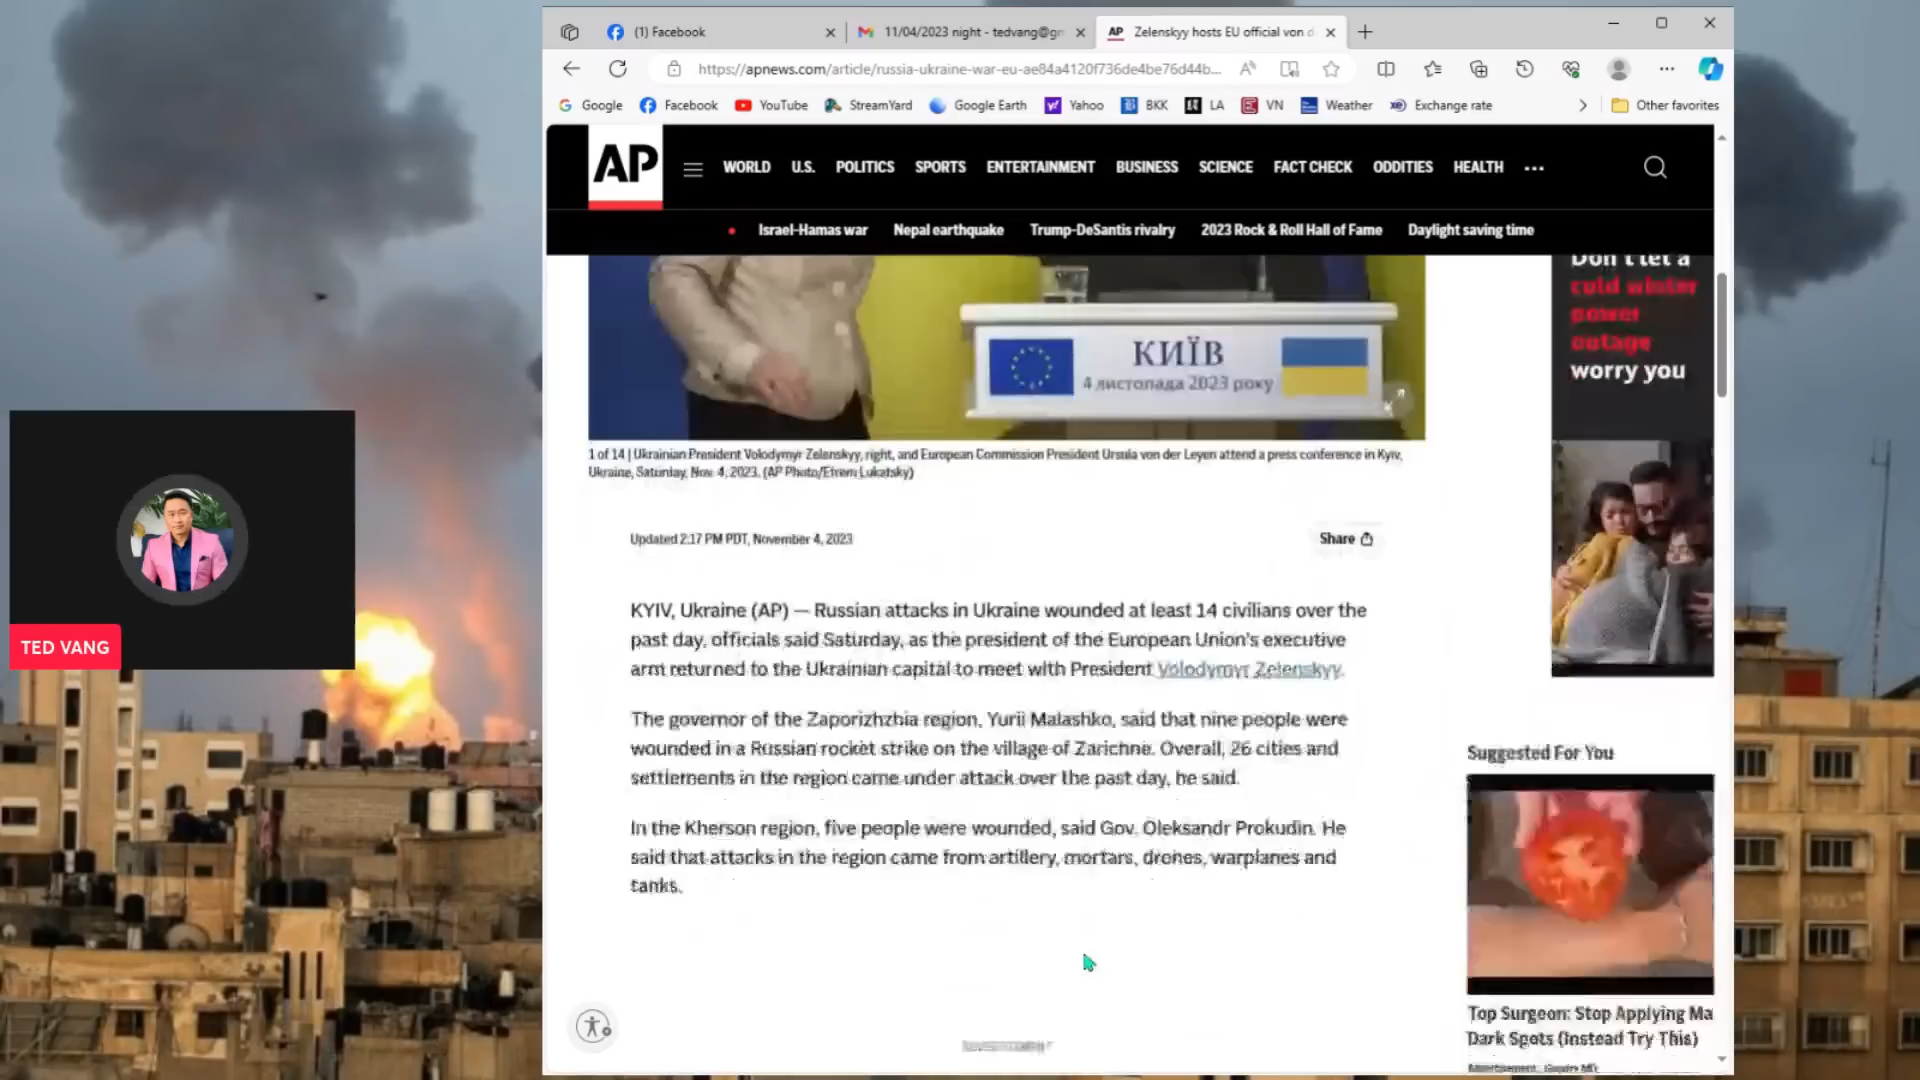 (1) Facebook
11/04/2023 night - tedvang@gr
AP Zelenskyy hosts EU official von d
https://apnews.com/article/russia-ukraine-war-eu-ae84a4120f736de4be76d44b...
Google Facebook YouTube StreamYard Google Earth Yahoo BKK LA VN Weather Exchange rate Other favorites
AP
WORLD U.S. POLITICS SPORTS ENTERTAINMENT BUSINESS SCIENCE FACT CHECK ODDITIES HEALTH
Israel-Hamas war Nepal earthquake Trump-DeSantis rivalry 2023 Rock & Roll Hall of Fame Daylight saving time
Don't let a
cold winter
power
outage
worry you
КИЇВ
4 листопада 2023 року
1 of 14 | Ukrainian President Volodymyr Zelenskyy, right, and European Commission President Ursula von der Leyen attend a press conference in Kyiv,
Ukraine, Saturday, Nov. 4, 2023. (AP Photo/Efrem Lukatsky)
Updated 2:17 PM PDT, November 4, 2023
Share
KYIV, Ukraine (AP) — Russian attacks in Ukraine wounded at least 14 civilians over the
past day, officials said Saturday, as the president of the European Union's executive
arm returned to the Ukrainian capital to meet with President Volodymyr Zelenskyy.
The governor of the Zaporizhzhia region, Yurii Malashko, said that nine people were
wounded in a Russian rocket strike on the village of Zarichne. Overall, 26 cities and
settlements in the region came under attack over the past day, he said.
In the Kherson region, five people were wounded, said Gov. Oleksandr Prokudin. He
said that attacks in the region came from artillery, mortars, drones, warplanes and
tanks.
TED VANG
Suggested For You
Top Surgeon: Stop Applying Ma
Dark Spots (Instead Try This)